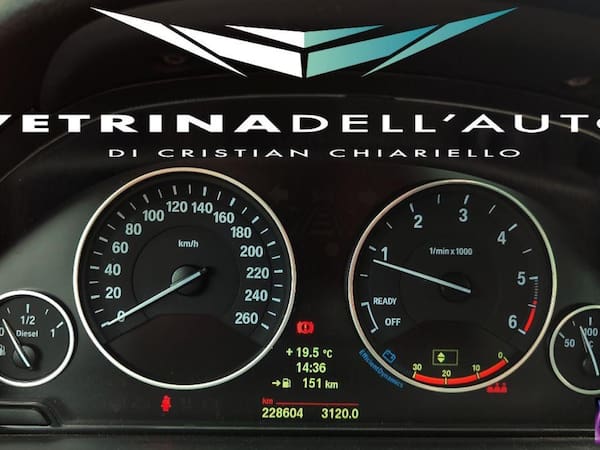 VETRINADELL'AUTO
DI CRISTIAN CHIARIELLO
0 20 40 60 80 100 120 140 160 180 200 220 240 260
km/h
1 2 3 4 5 6
1/min x 1000
READY
OFF
0 1/2 1
Diesel
50 100
°C
+ 19.5 °C
14:36
151 km
EfficientDynamics
30 20 10 0
km
228604 3120.0